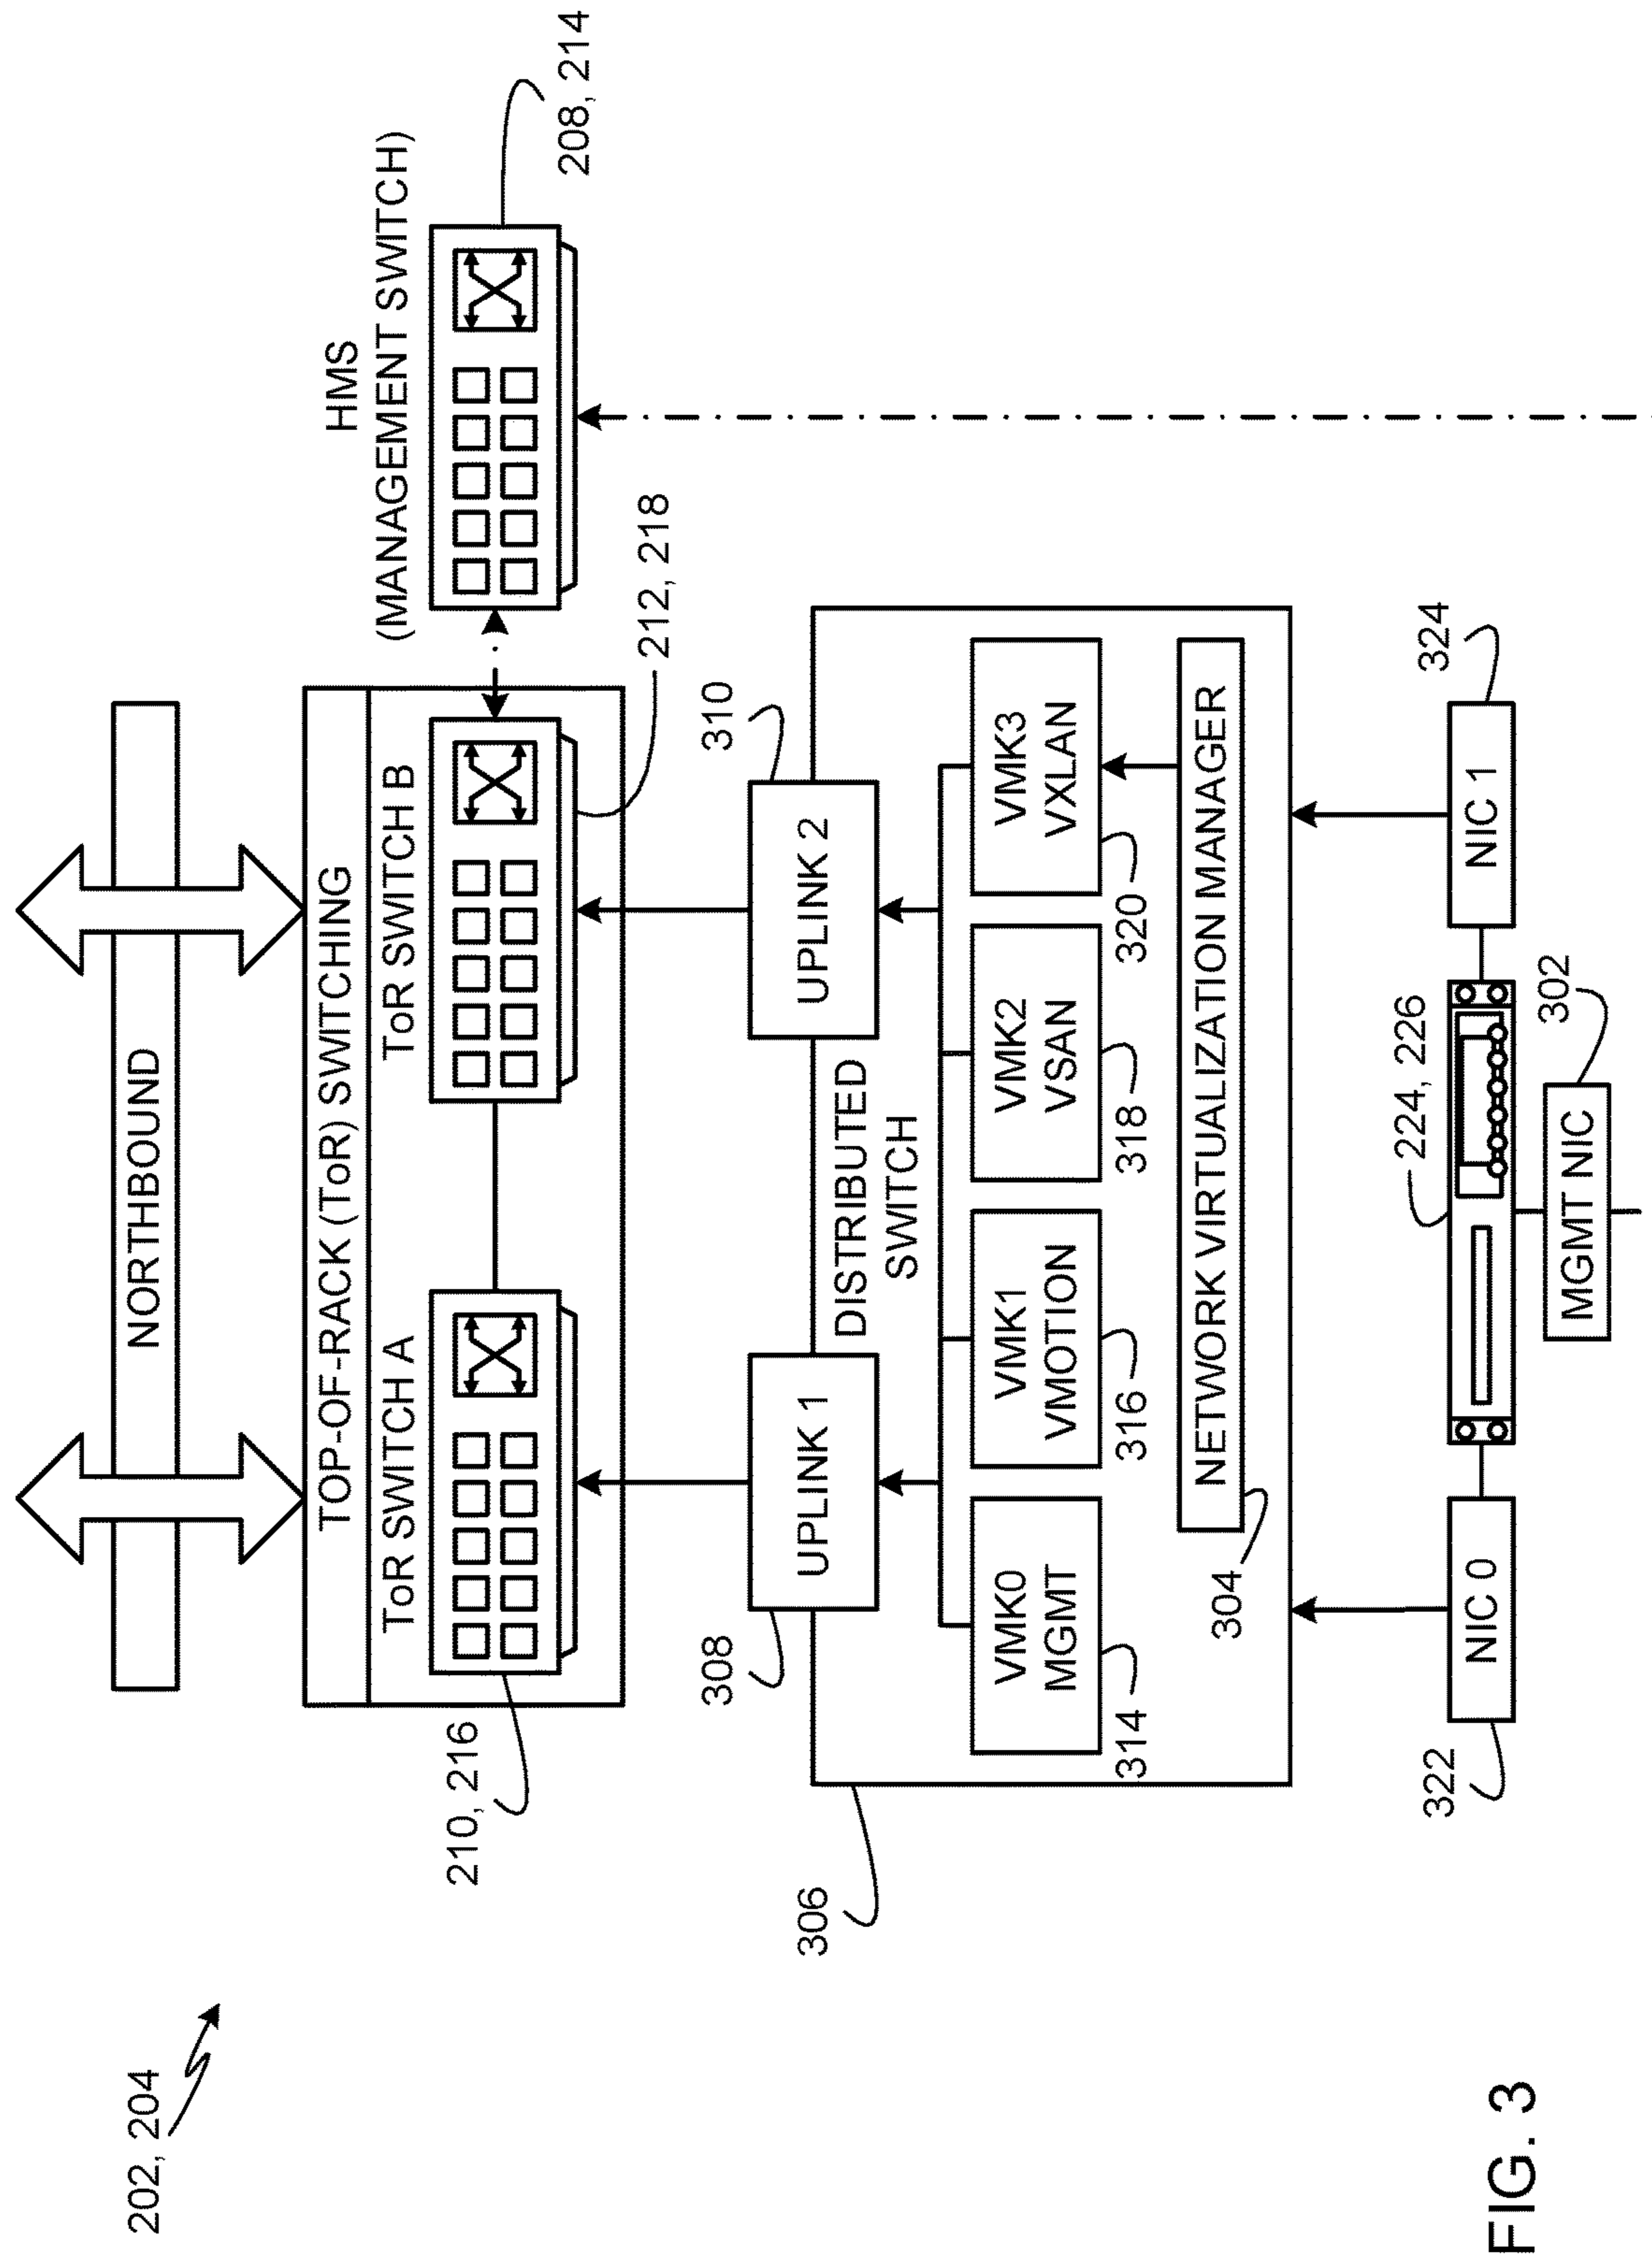 202, 204
NORTHBOUND
TOP-OF-RACK (ToR) SWITCHING
ToR SWITCH A
ToR SWITCH B
HMS
(MANAGEMENT SWITCH)
210, 216
212, 218
208, 214
308
310
UPLINK 1
UPLINK 2
306
DISTRIBUTED
SWITCH
VMK0
MGMT
VMK1
VMOTION
VMK2
VSAN
VMK3
VXLAN
314
316
318
320
NETWORK VIRTUALIZATION MANAGER
304
322
224, 226
324
NIC 0
NIC 1
302
MGMT NIC
FIG. 3